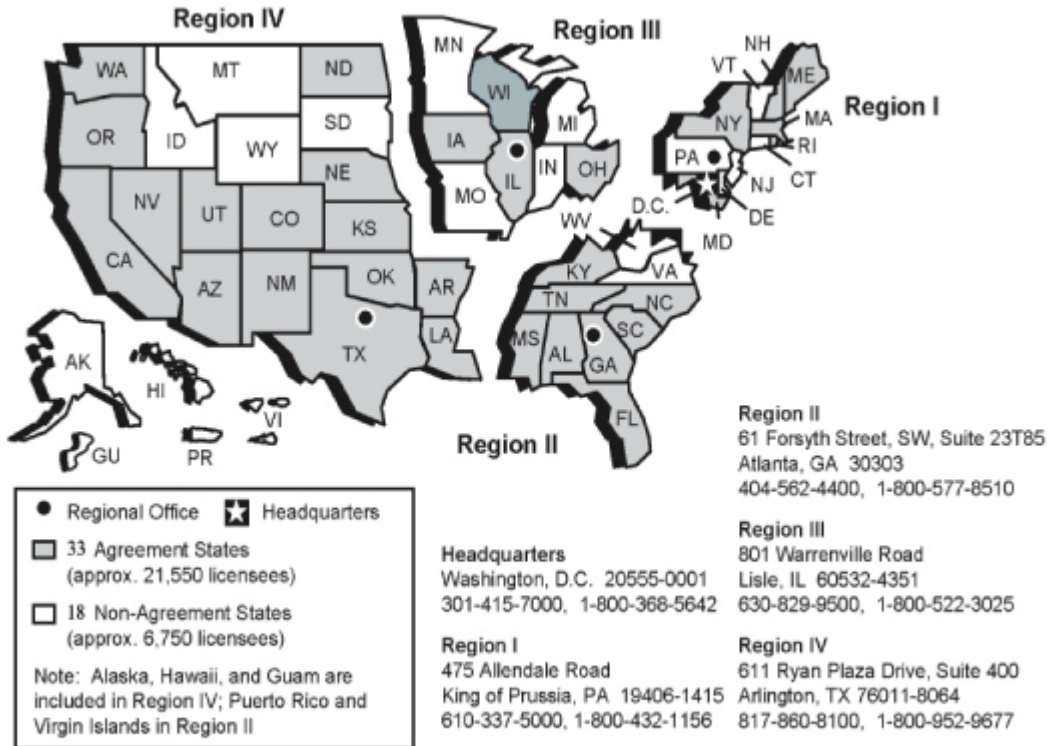 Region IV
Region III
Region I
WA
MT
ND
OR
ID
SD
WY
NE
NV
UT
CO
KS
CA
AZ
NM
OK
AR
TX
LA
AK
HI
GU
PR
VI
MN
WI
MI
IA
IL
IN
OH
MO
NH
VT
ME
NY
MA
RI
CT
PA
NJ
DE
D.C.
MD
WV
VA
KY
TN
NC
SC
MS
AL
GA
FL
Region II
Regional Office
Headquarters
33 Agreement States
(approx. 21,550 licensees)
18 Non-Agreement States
(approx. 6,750 licensees)
Note: Alaska, Hawaii, and Guam are
included in Region IV; Puerto Rico and
Virgin Islands in Region II
Headquarters
Washington, D.C. 20555-0001
301-415-7000, 1-800-368-5642
Region I
475 Allendale Road
King of Prussia, PA 19406-1415
610-337-5000, 1-800-432-1156
Region II
61 Forsyth Street, SW, Suite 23T85
Atlanta, GA 30303
404-562-4400, 1-800-577-8510
Region III
801 Warrenville Road
Lisle, IL 60532-4351
630-829-9500, 1-800-522-3025
Region IV
611 Ryan Plaza Drive, Suite 400
Arlington, TX 76011-8064
817-860-8100, 1-800-952-9677